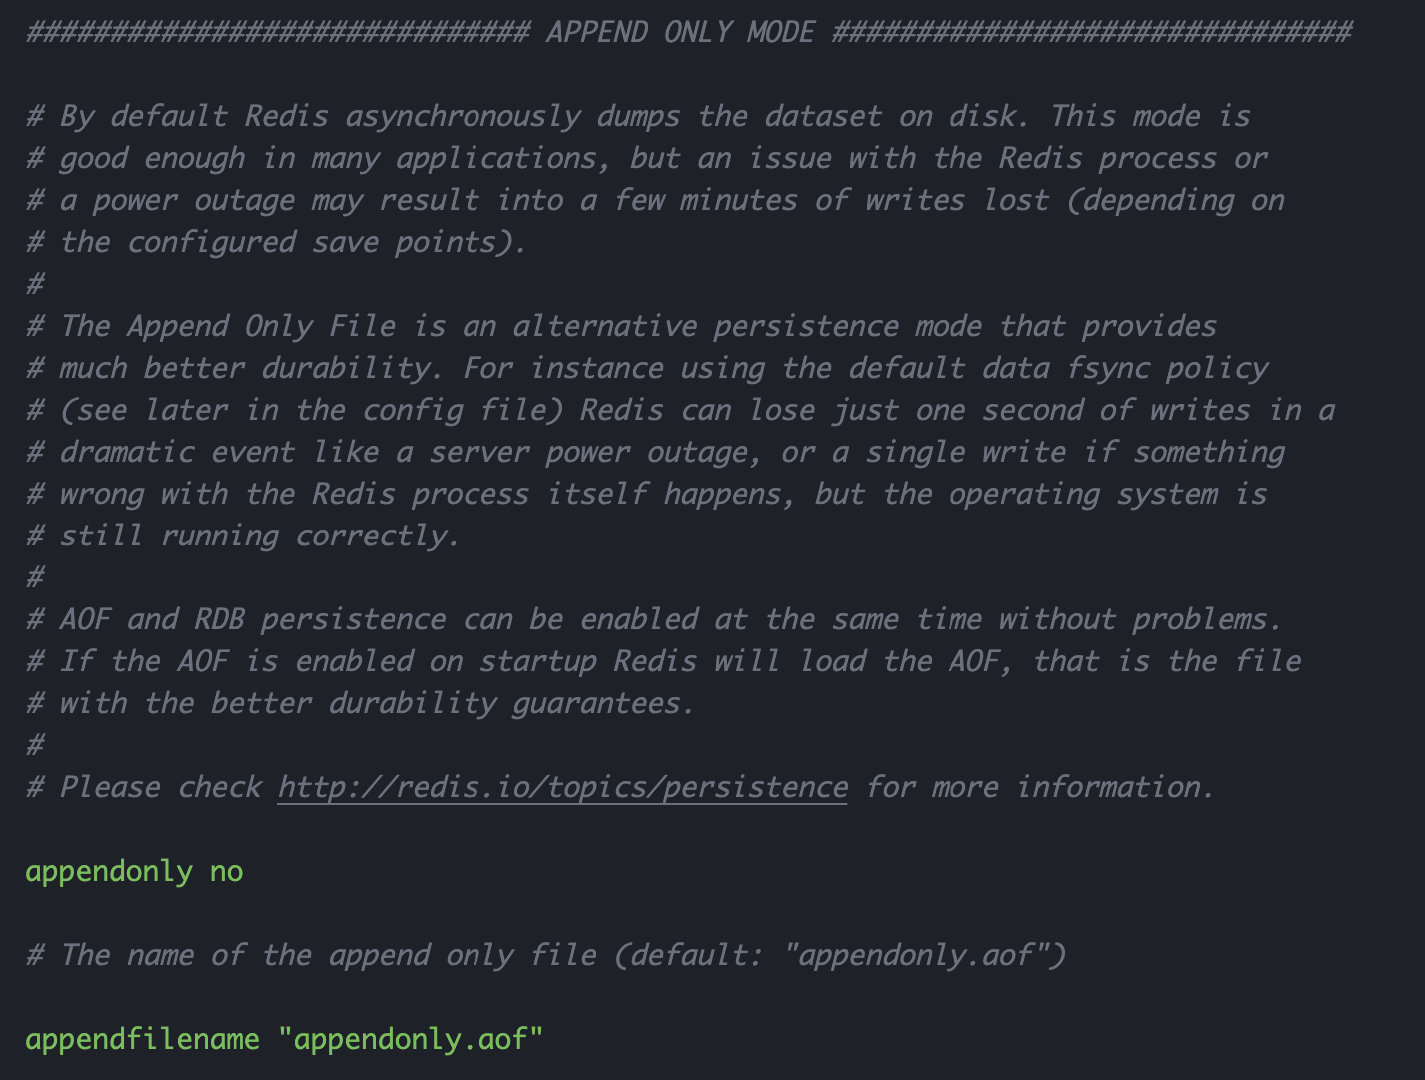 ############################## APPEND ONLY MODE ###############################
# By default Redis asynchronously dumps the dataset on disk. This mode is
# good enough in many applications, but an issue with the Redis process or
# a power outage may result into a few minutes of writes lost (depending on
# the configured save points).
#
# The Append Only File is an alternative persistence mode that provides
# much better durability. For instance using the default data fsync policy
# (see later in the config file) Redis can lose just one second of writes in a
# dramatic event like a server power outage, or a single write if something
# wrong with the Redis process itself happens, but the operating system is
# still running correctly.
#
# AOF and RDB persistence can be enabled at the same time without problems.
# If the AOF is enabled on startup Redis will load the AOF, that is the file
# with the better durability guarantees.
#
# Please check http://redis.io/topics/persistence for more information.
appendonly no
# The name of the append only file (default: "appendonly.aof")
appendfilename "appendonly.aof"